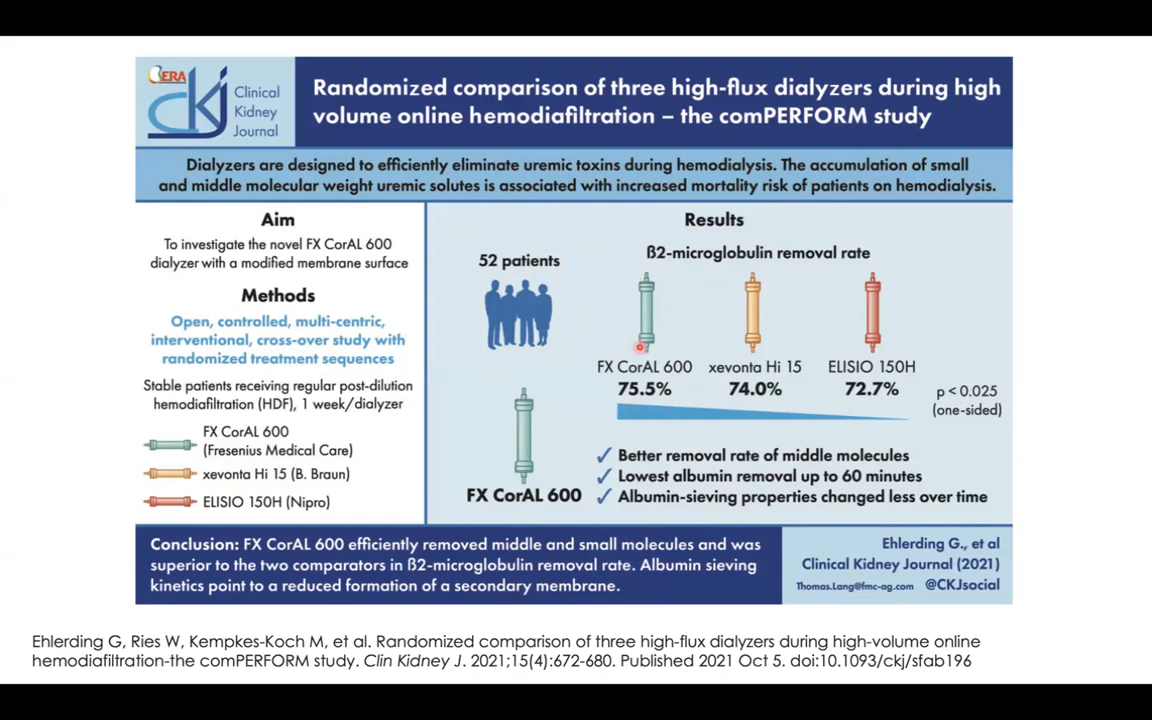 ERA
ckj
Clinical
Kidney
Journal
Randomized comparison of three high-flux dialyzers during high
volume online hemodiafiltration – the comPERFORM study
Dialyzers are designed to efficiently eliminate uremic toxins during hemodialysis. The accumulation of small
and middle molecular weight uremic solutes is associated with increased mortality risk of patients on hemodialysis.
Aim
To investigate the novel FX CorAL 600
dialyzer with a modified membrane surface
Methods
Open, controlled, multi-centric,
interventional, cross-over study with
randomized treatment sequences
Stable patients receiving regular post-dilution
hemodiafiltration (HDF), 1 week/dialyzer
FX CorAL 600
(Fresenius Medical Care)
xevonta Hi 15 (B. Braun)
ELISIO 150H (Nipro)
Results
52 patients
ß2-microglobulin removal rate
FX CorAL 600 xevonta Hi 15 ELISIO 150H
75.5% 74.0% 72.7%
p < 0.025
(one-sided)
FX CorAL 600
✓ Better removal rate of middle molecules
✓ Lowest albumin removal up to 60 minutes
✓ Albumin-sieving properties changed less over time
Conclusion: FX CorAL 600 efficiently removed middle and small molecules and was
superior to the two comparators in ß2-microglobulin removal rate. Albumin sieving
kinetics point to a reduced formation of a secondary membrane.
Ehlerding G., et al
Clinical Kidney Journal (2021)
Thomas.Lang@fmc-ag.com @CKJsocial
Ehlerding G, Ries W, Kempkes-Koch M, et al. Randomized comparison of three high-flux dialyzers during high-volume online
hemodiafiltration-the comPERFORM study. Clin Kidney J. 2021;15(4):672-680. Published 2021 Oct 5. doi:10.1093/ckj/sfab196